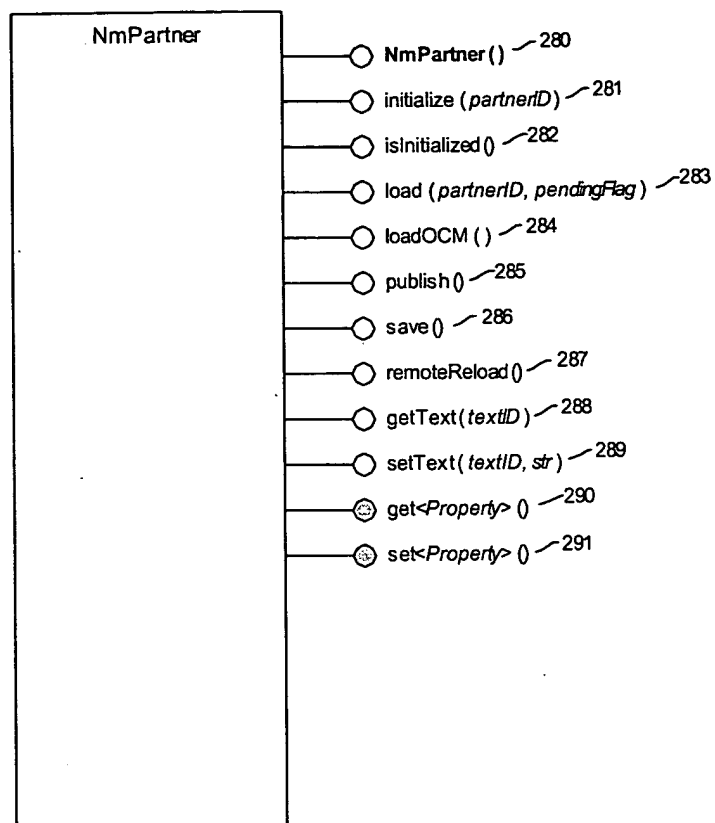 NmPartner
NmPartner() 280
initialize (partnerID) 281
isInitialized() 282
load (partnerID, pendingFlag) 283
loadOCM () 284
publish() 285
save() 286
remoteReload() 287
getText(textID) 288
setText(textID, str) 289
get<Property> () 290
set<Property> () 291